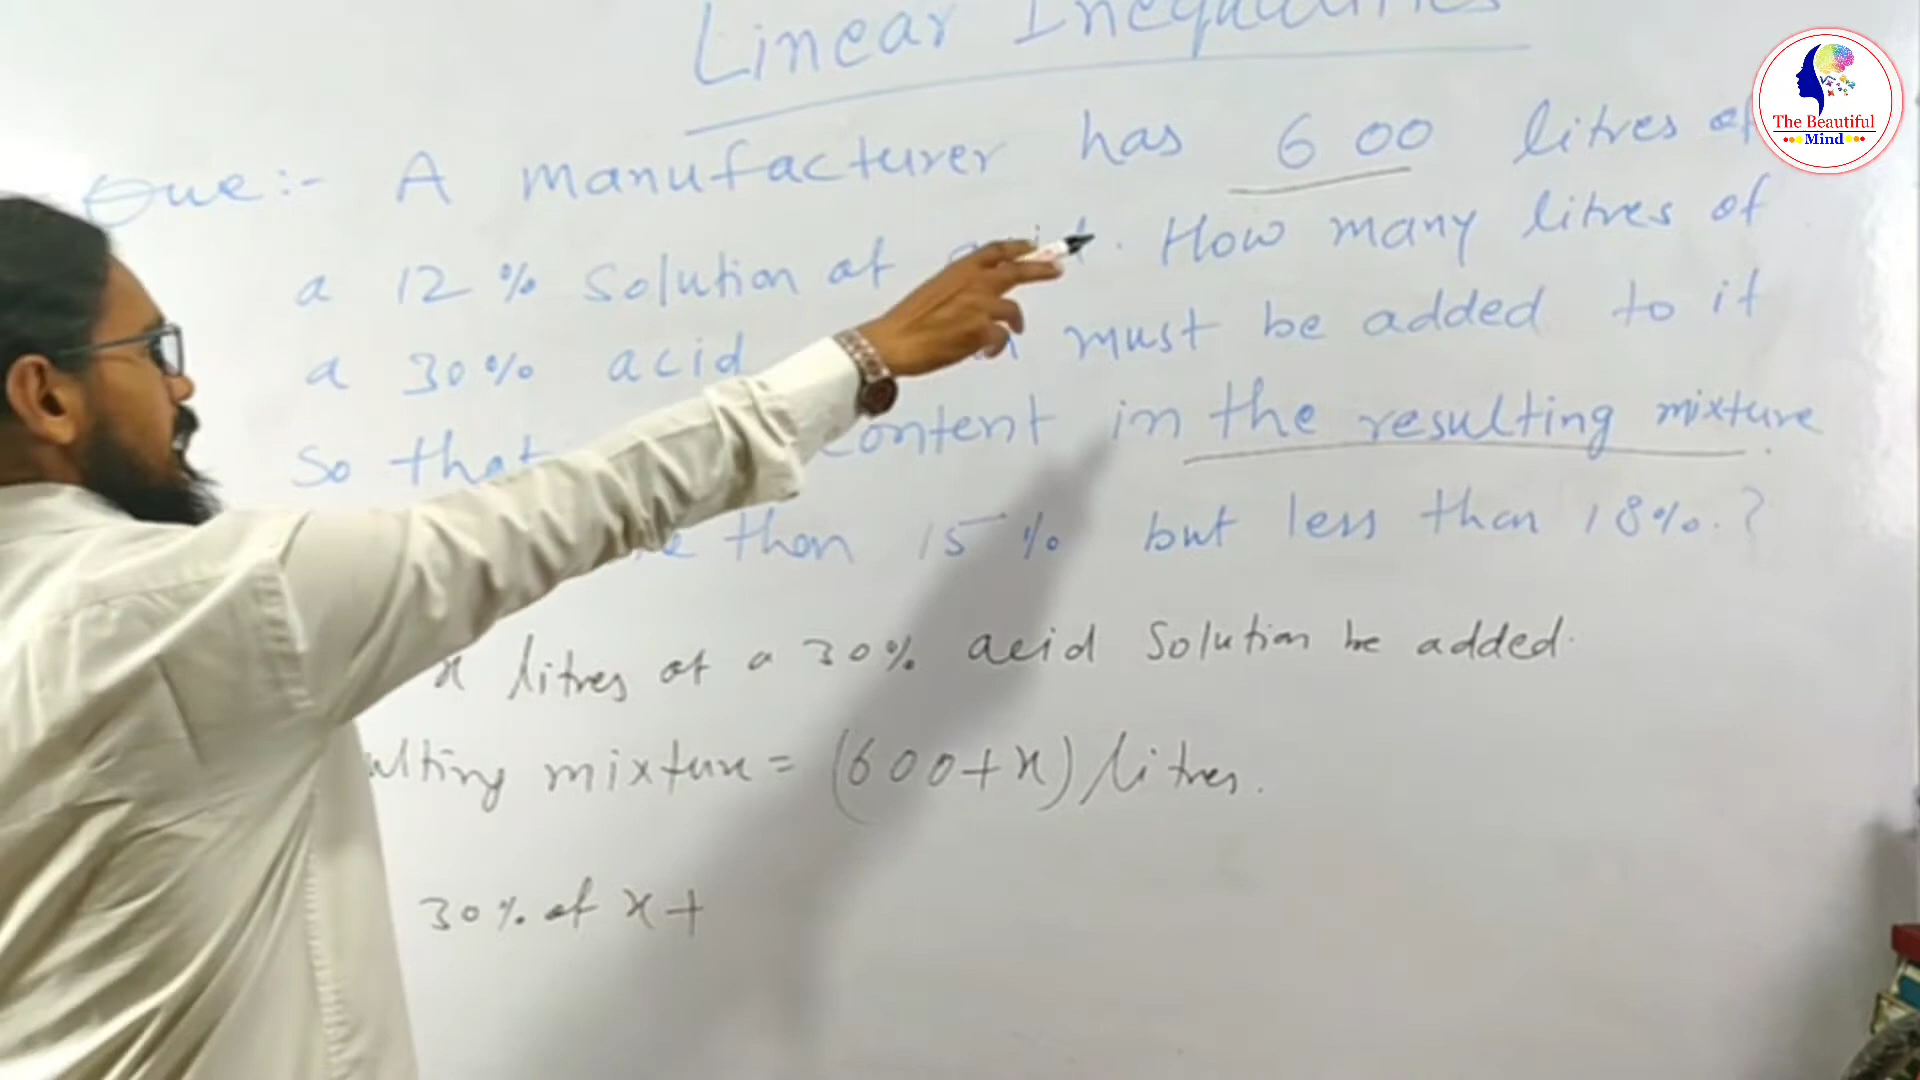 Linear Inequalities
Que:- A manufacturer has 600 litres of
a 12% solution of. How many litres of
a 30% acid must be added to it
so that content in the resulting mixture.
than 15% but less than 18%.?
x litres of a 30% acid solution be added.
ulting mixture = (600+x) litres.
30% of x +
The Beautiful
Mind